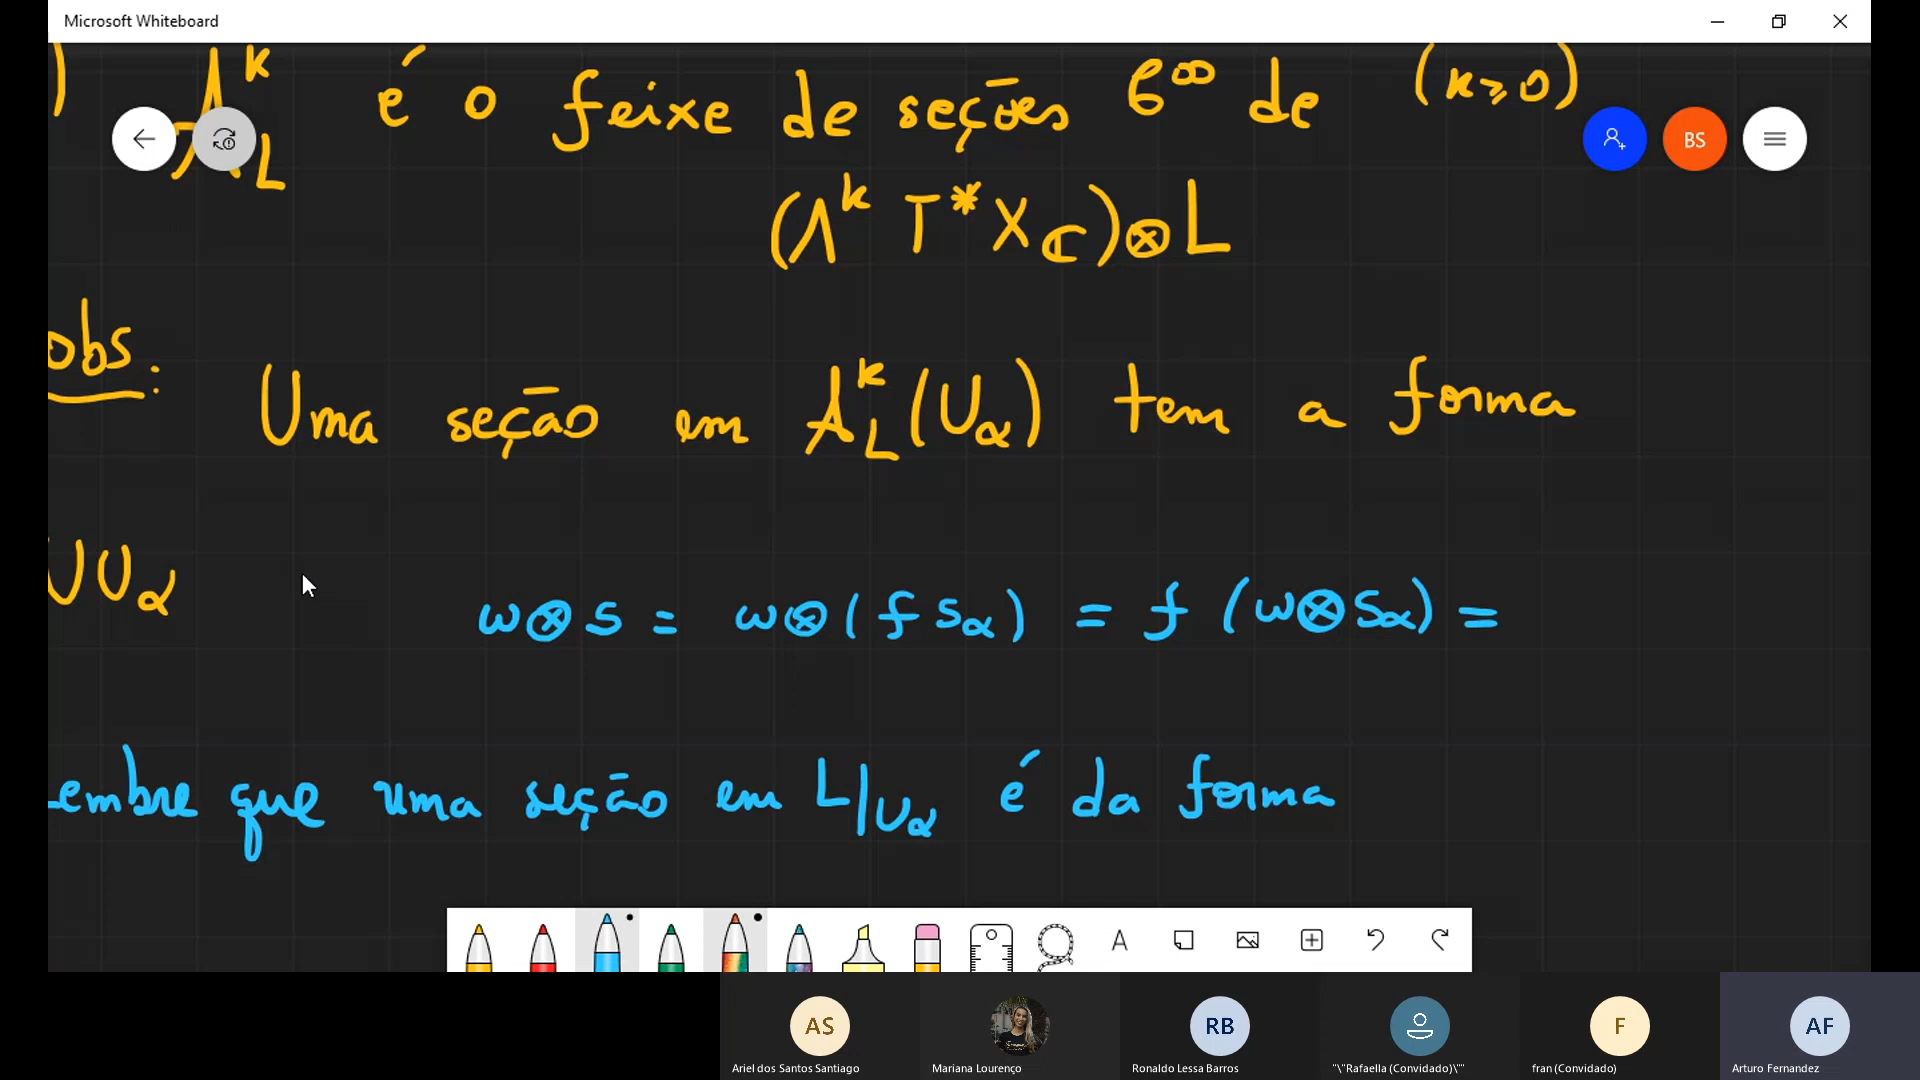 Microsoft Whiteboard
) A^k_L é o feixe de seções C^∞ de (k≥0)
BS
(Λ^k T*X_ℂ)⊗L
obs:
Uma seção em A^k_L(U_α) tem a forma
UU_α
w⊗s = w⊗(f s_α) = f (w⊗s_α) =
embre que uma seção em L|U_α é da forma
A
AS RB F AF
Ariel dos Santos Santiago Mariana Lourenço Ronaldo Lessa Barros "\"Rafaella (Convidado)\"" fran (Convidado) Arturo Fernandez